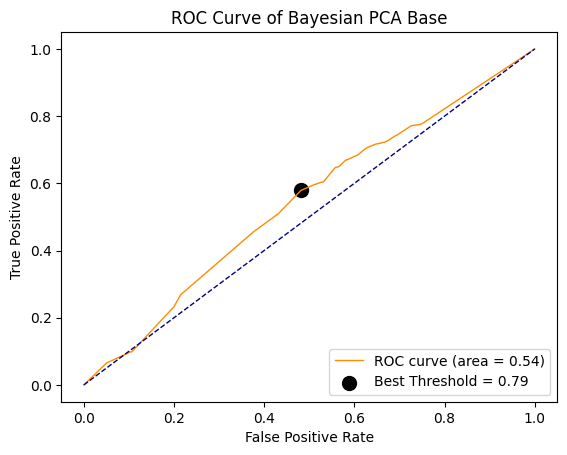 ROC Curve of Bayesian PCA Base
True Positive Rate
1.0
0.8
0.6
0.4
0.2
0.0
ROC curve (area = 0.54)
Best Threshold = 0.79
0.0 0.2 0.4 0.6 0.8 1.0
False Positive Rate